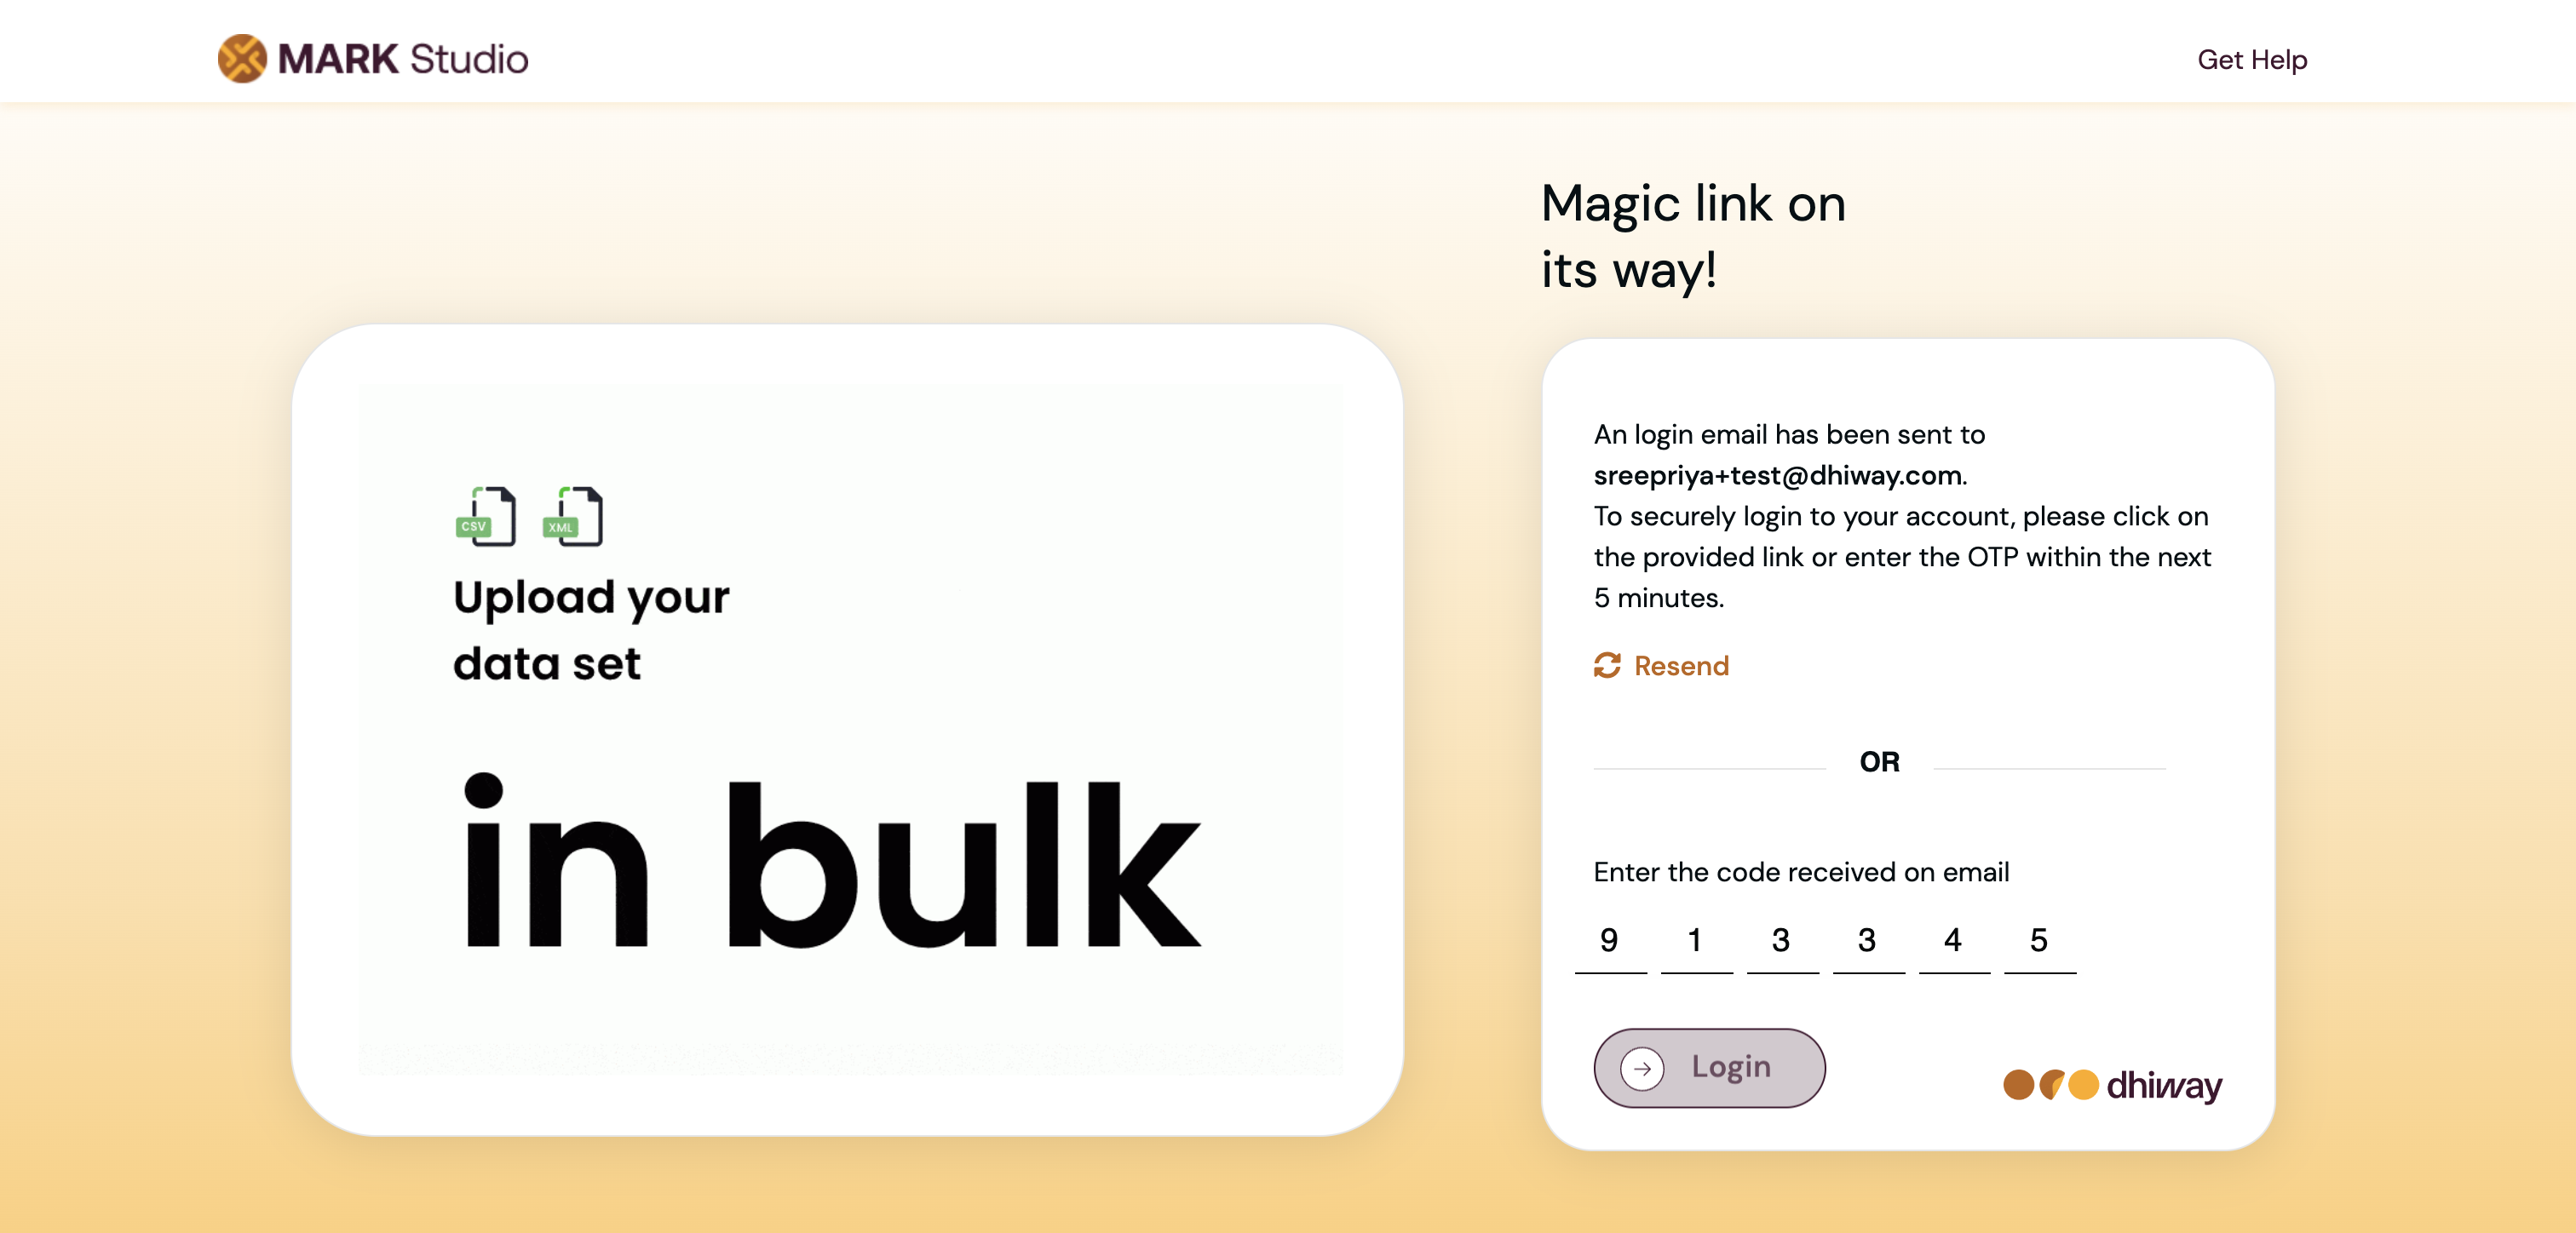 MARK Studio
Get Help
Magic link on
its way!
CSV XML
Upload your
data set
in bulk
An login email has been sent to
sreepriya+test@dhiway.com.
To securely login to your account, please click on
the provided link or enter the OTP within the next
5 minutes.
Resend
OR
Enter the code received on email
9 1 3 3 4 5
Login
dhiway